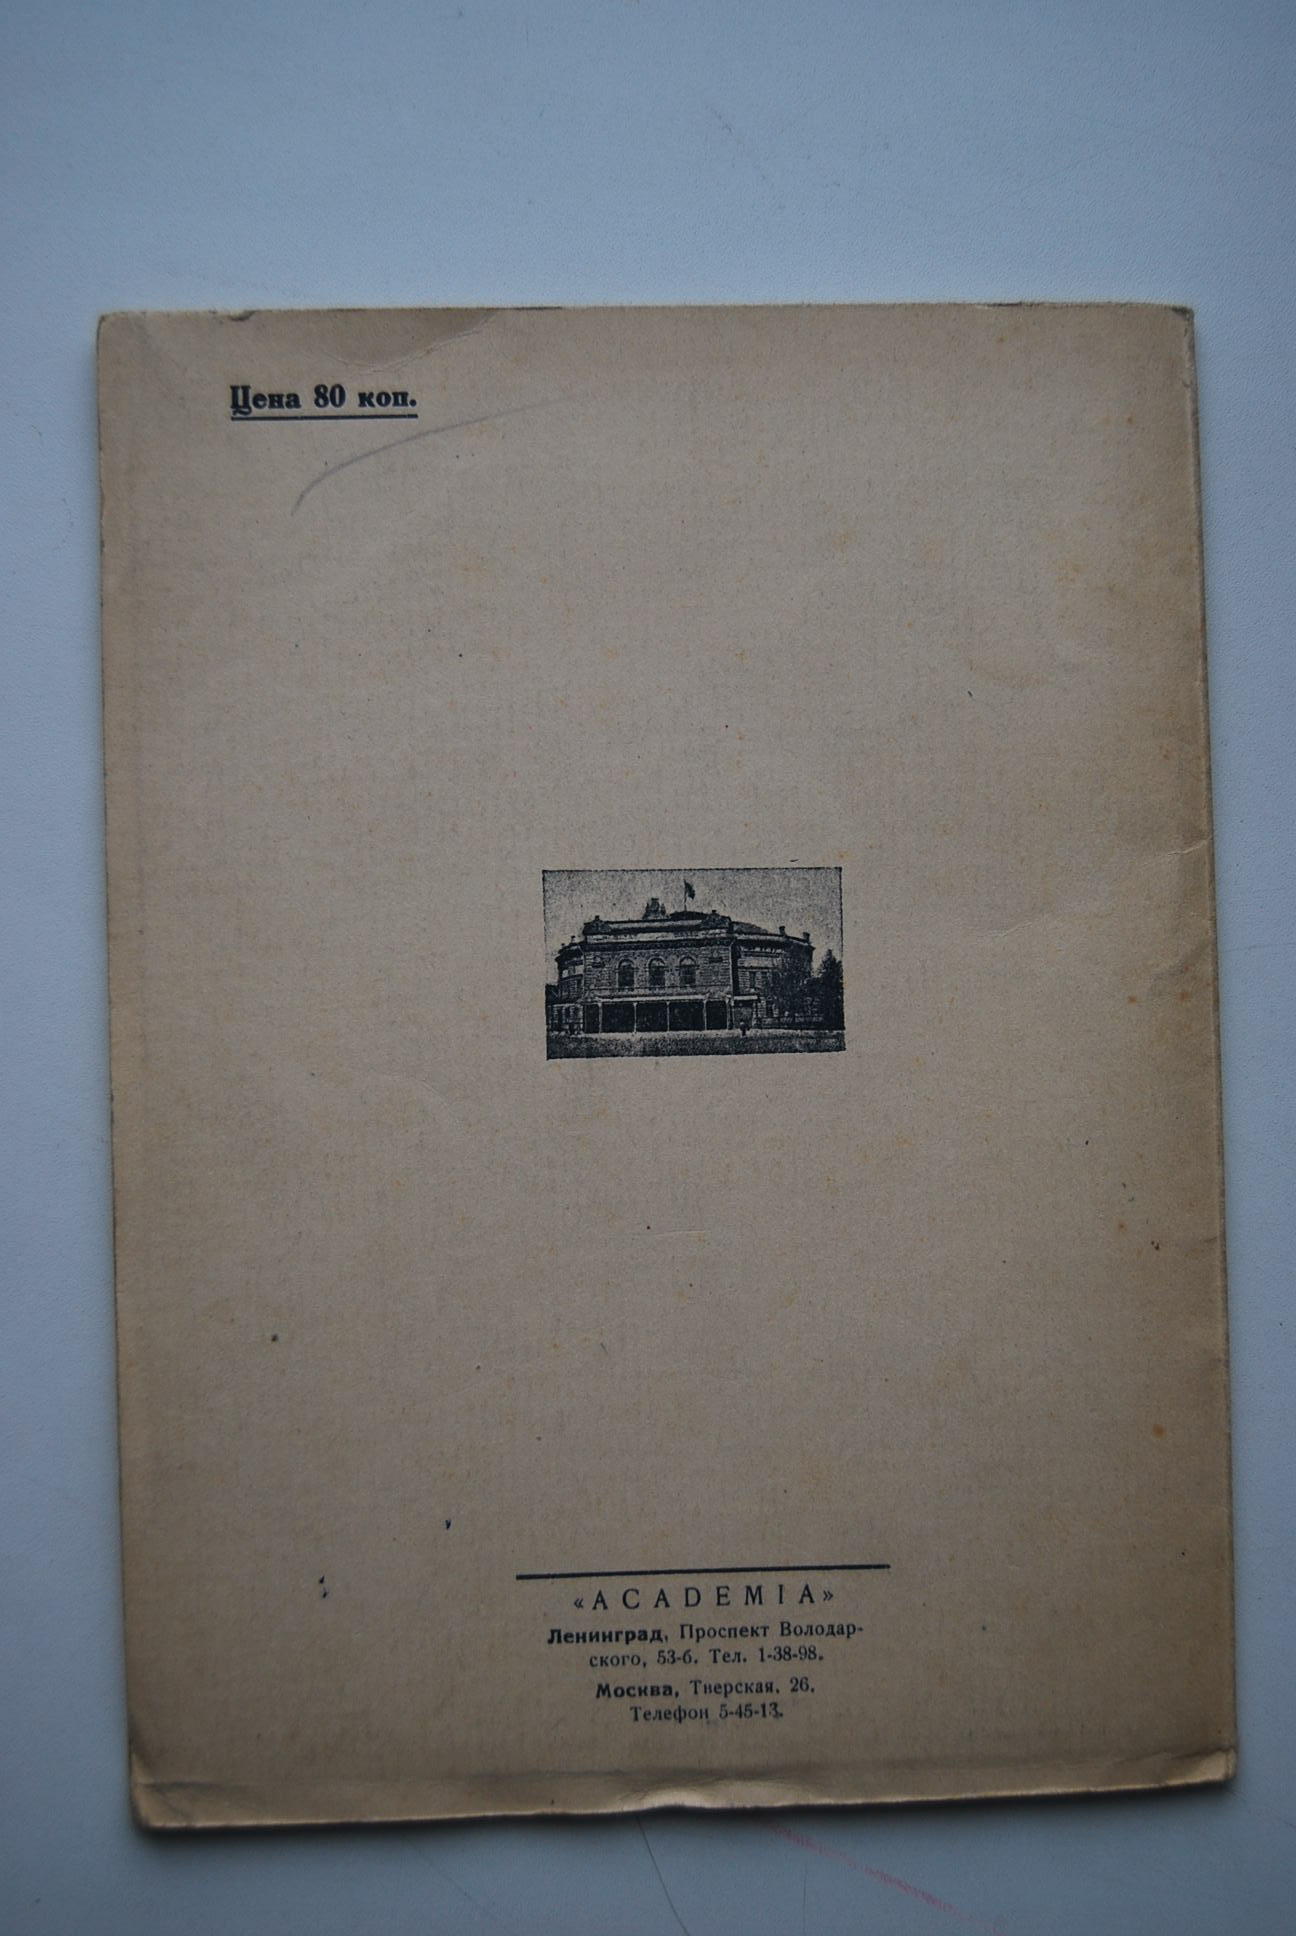 Цена 80 коп.
«ACADEMIA»
Ленинград, Проспект Володар-
ского, 53-б. Тел. 1-38-98.
Москва, Тверская, 26.
Телефон 5-45-13.